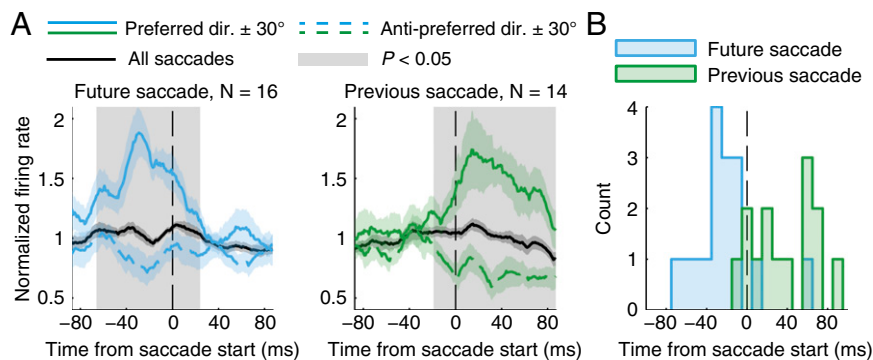 A
Preferred dir. ± 30°
Anti-preferred dir. ± 30°
All saccades
P < 0.05
Future saccade, N = 16
Previous saccade, N = 14
Normalized firing rate
2
1.5
1
0.5
−80 −40 0 40 80
Time from saccade start (ms)
2
1.5
1
0.5
−80 −40 0 40 80
Time from saccade start (ms)
B
Future saccade
Previous saccade
Count
4
3
2
1
0
−80 −40 0 40 80
Time from saccade start (ms)